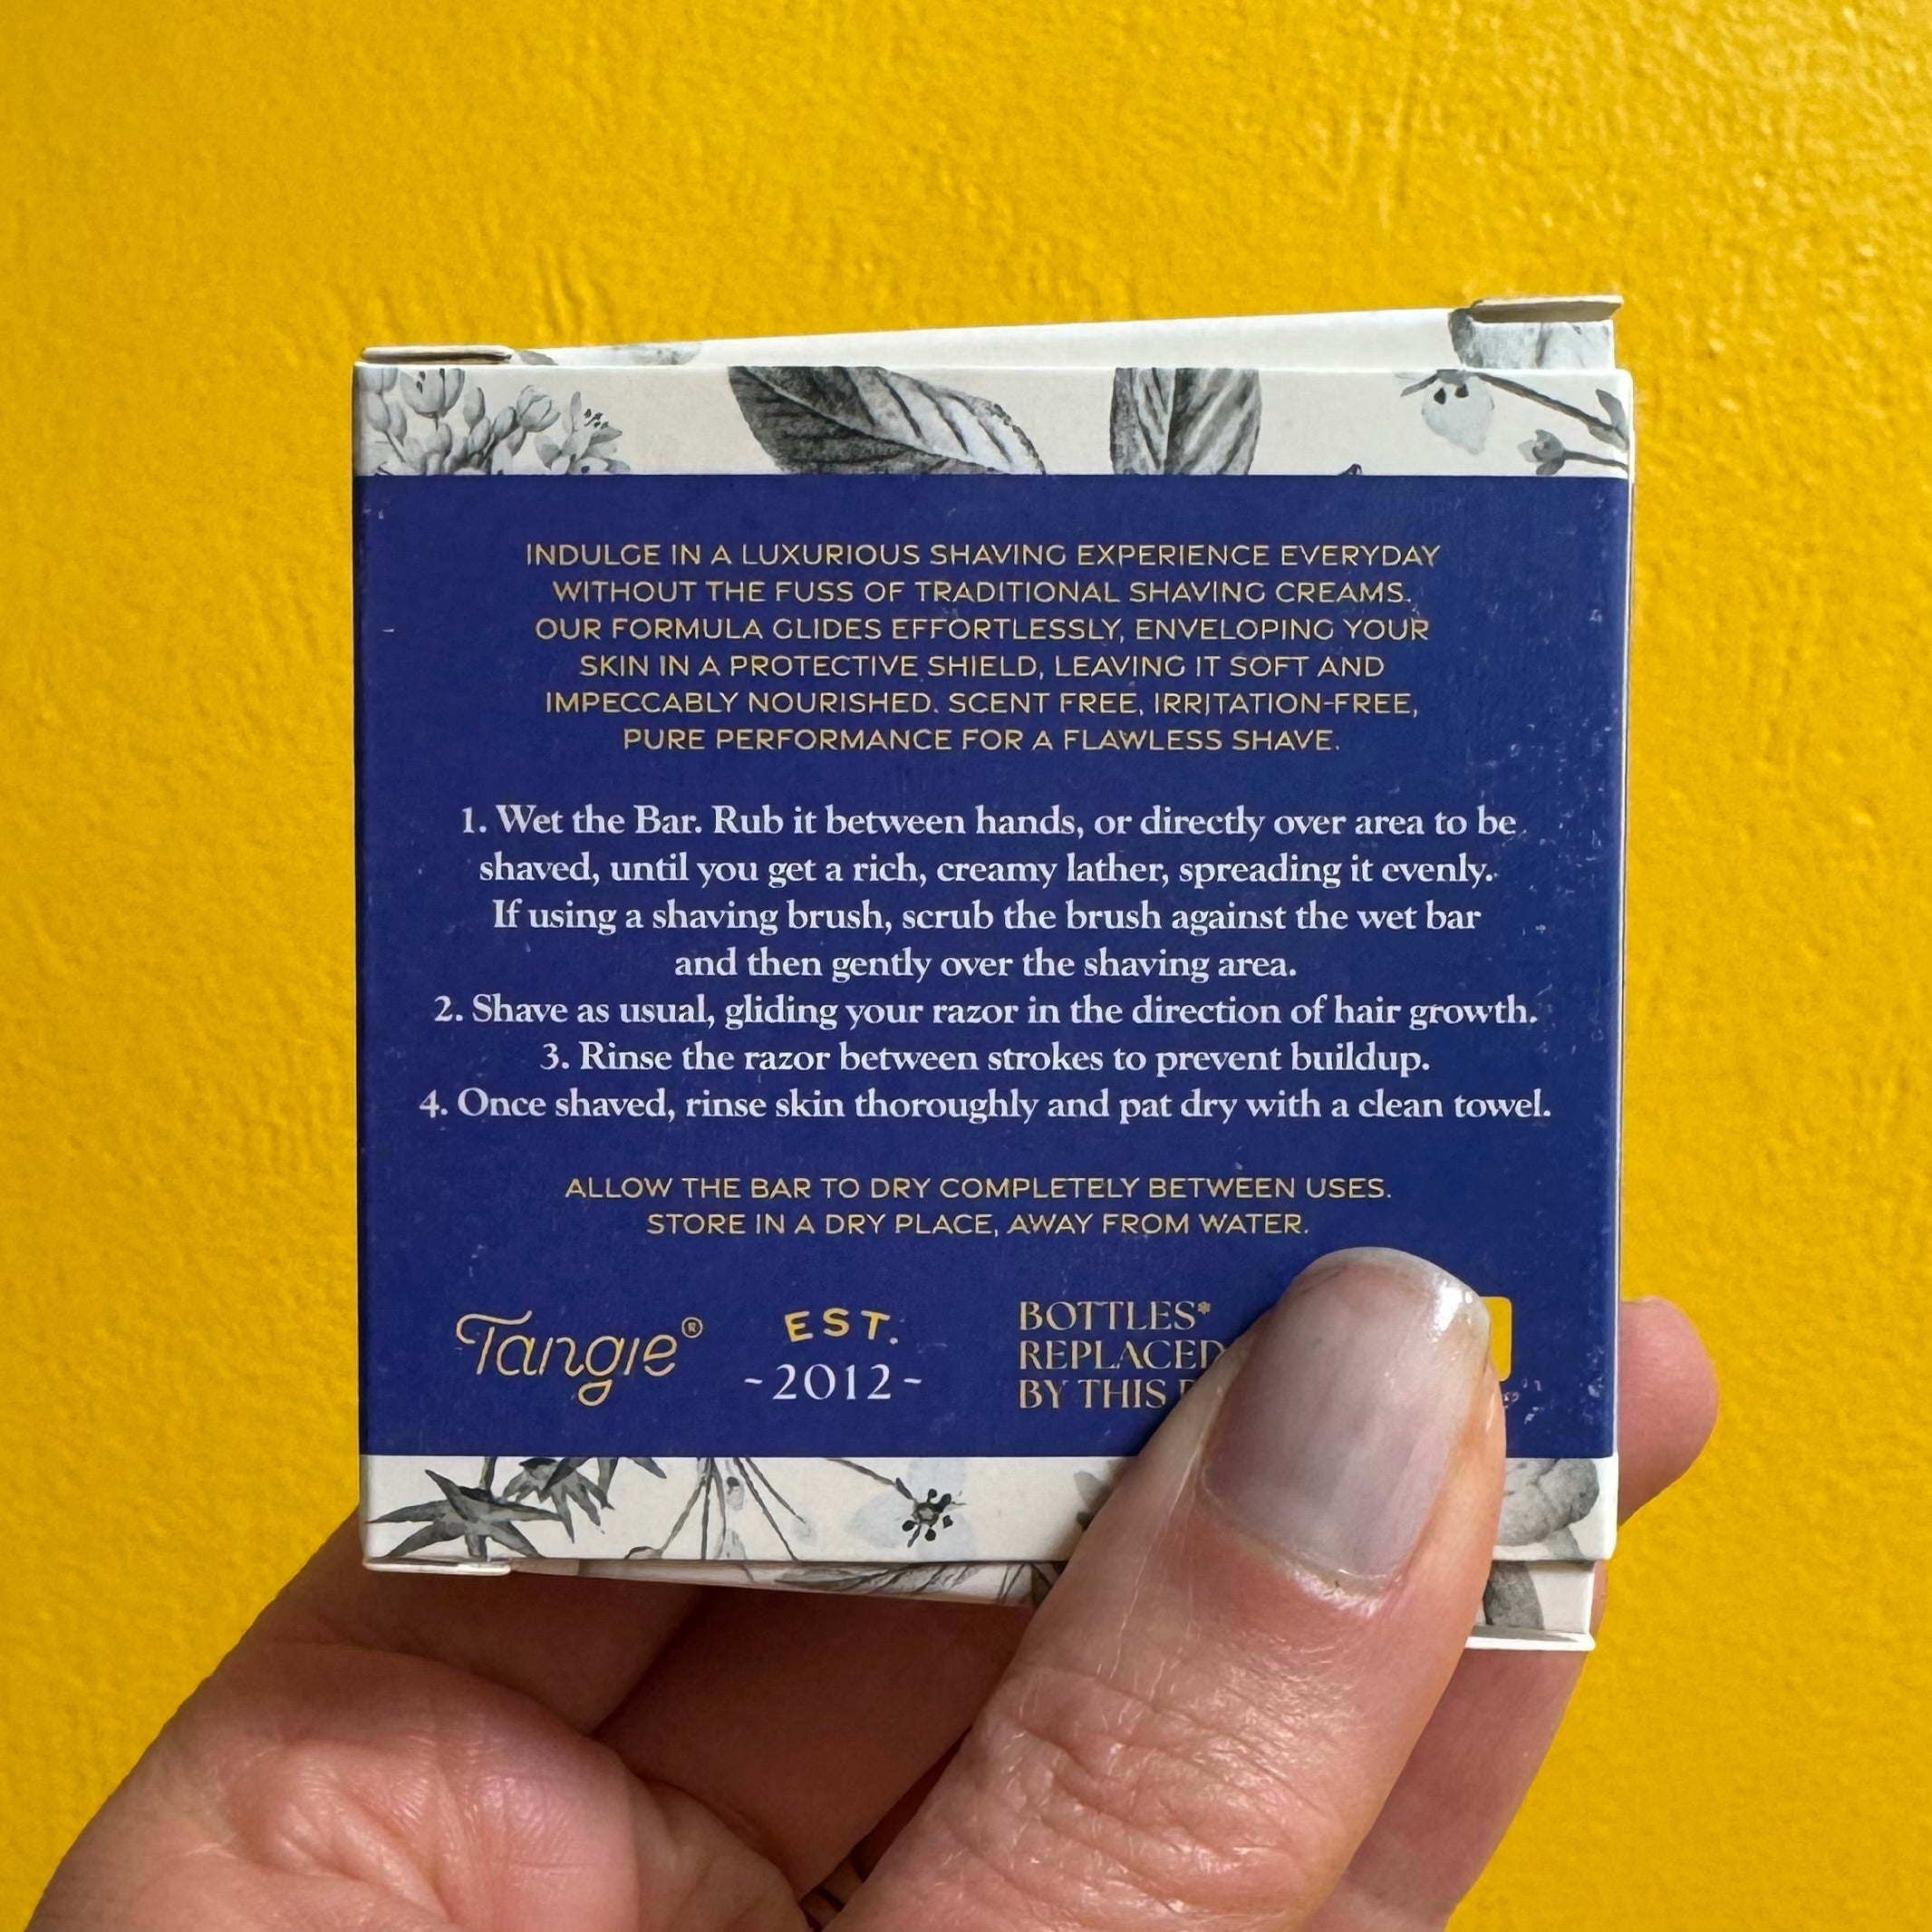 INDULGE IN A LUXURIOUS SHAVING EXPERIENCE EVERYDAY
WITHOUT THE FUSS OF TRADITIONAL SHAVING CREAMS.
OUR FORMULA GLIDES EFFORTLESSLY, ENVELOPING YOUR
SKIN IN A PROTECTIVE SHIELD, LEAVING IT SOFT AND
IMPECCABLY NOURISHED. SCENT FREE, IRRITATION-FREE,
PURE PERFORMANCE FOR A FLAWLESS SHAVE.
1. Wet the Bar. Rub it between hands, or directly over area to be
shaved, until you get a rich, creamy lather, spreading it evenly.
If using a shaving brush, scrub the brush against the wet bar
and then gently over the shaving area.
2. Shave as usual, gliding your razor in the direction of hair growth.
3. Rinse the razor between strokes to prevent buildup.
4. Once shaved, rinse skin thoroughly and pat dry with a clean towel.
ALLOW THE BAR TO DRY COMPLETELY BETWEEN USES.
STORE IN A DRY PLACE, AWAY FROM WATER.
Tangie®
EST.
~2012~
BOTTLES*
REPLACED
BY THIS